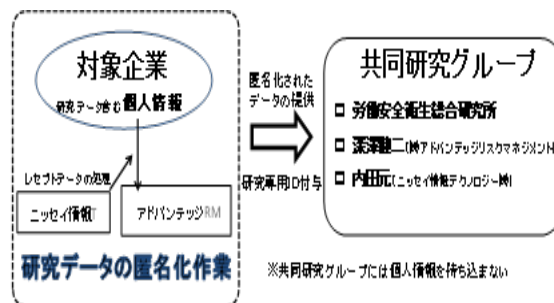 対象企業
研究データ含む個人情報
レセプトデータの処理
ニッセイ情報T
アドバンテッジRM
研究データの匿名化作業
匿名化された
データの提供
研究専用ID付与
共同研究グループ
□ 労働安全衛生総合研究所
□ 深澤健二(㈱アドバンテッジリスクマネジメント)
□ 内田元(ニッセイ情報テクノロジー㈱)
※共同研究グループには個人情報を持ち込まない